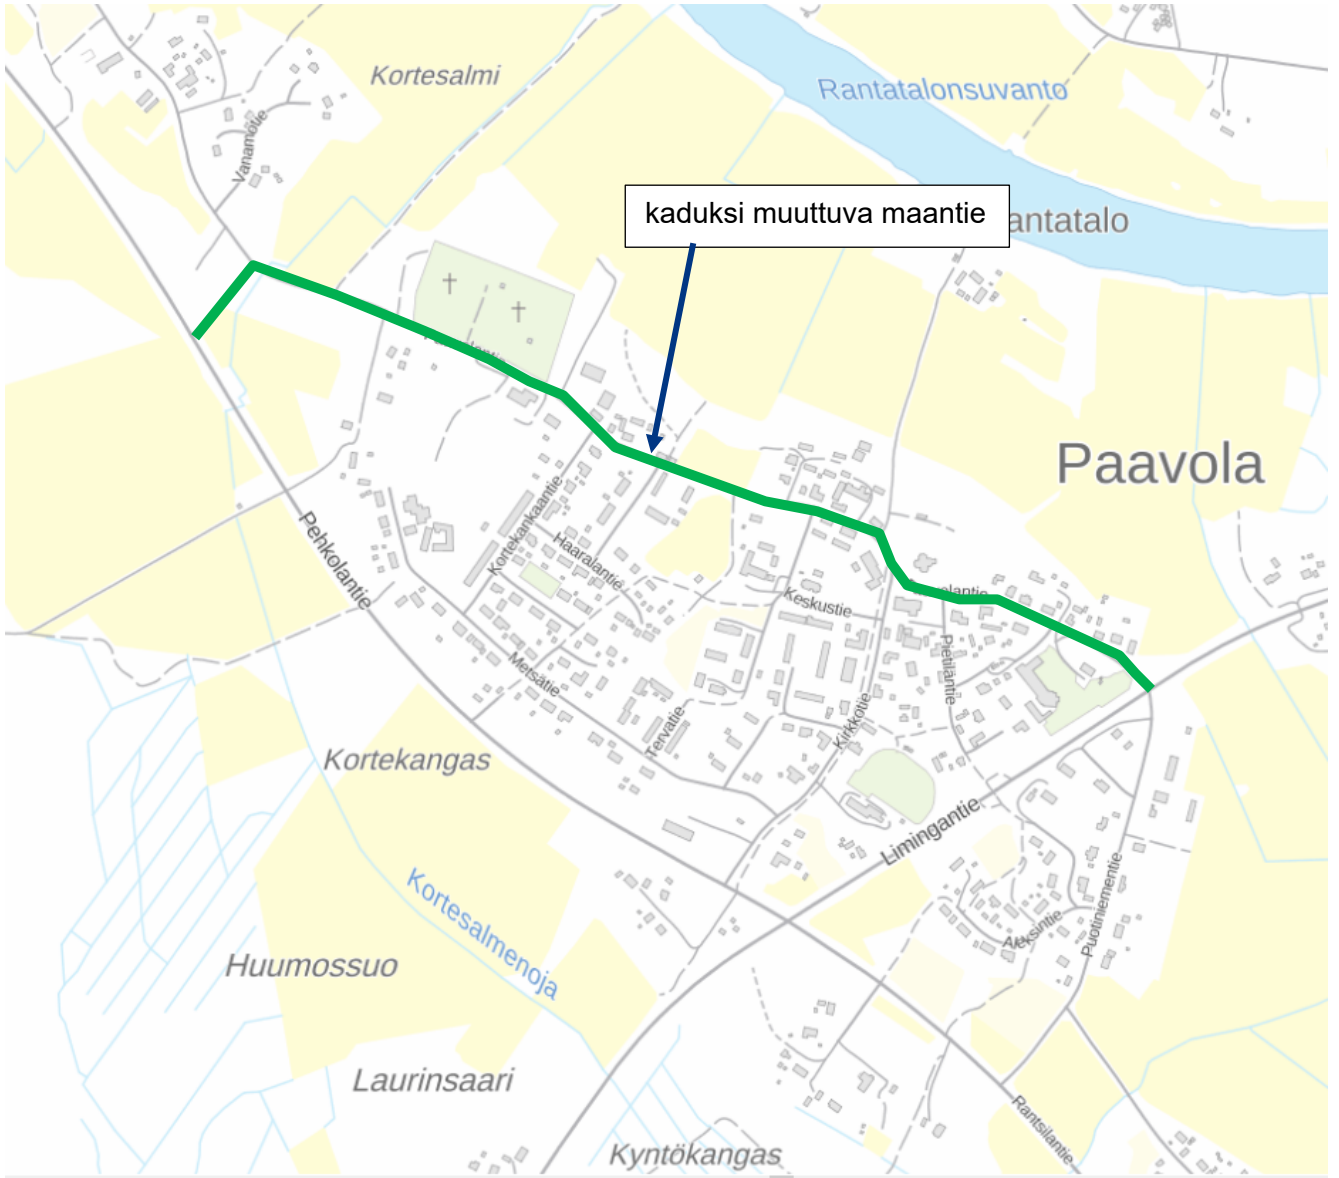 Kortesalmi
Rantatalonsuvanto
Vanamotie
kaduksi muuttuva maantie
antatalo
Paavola
Pehkolantie
Kortekankaantie
Haaralantie
Keskustie
Pietiläntie
Metsätie
Tervatie
Kirkkotie
Kortekangas
Limingantie
Kortesalmenoja
Aleksintie
Puotiniementie
Huumossuo
Laurinsaari
Rantsilantie
Kyntökangas